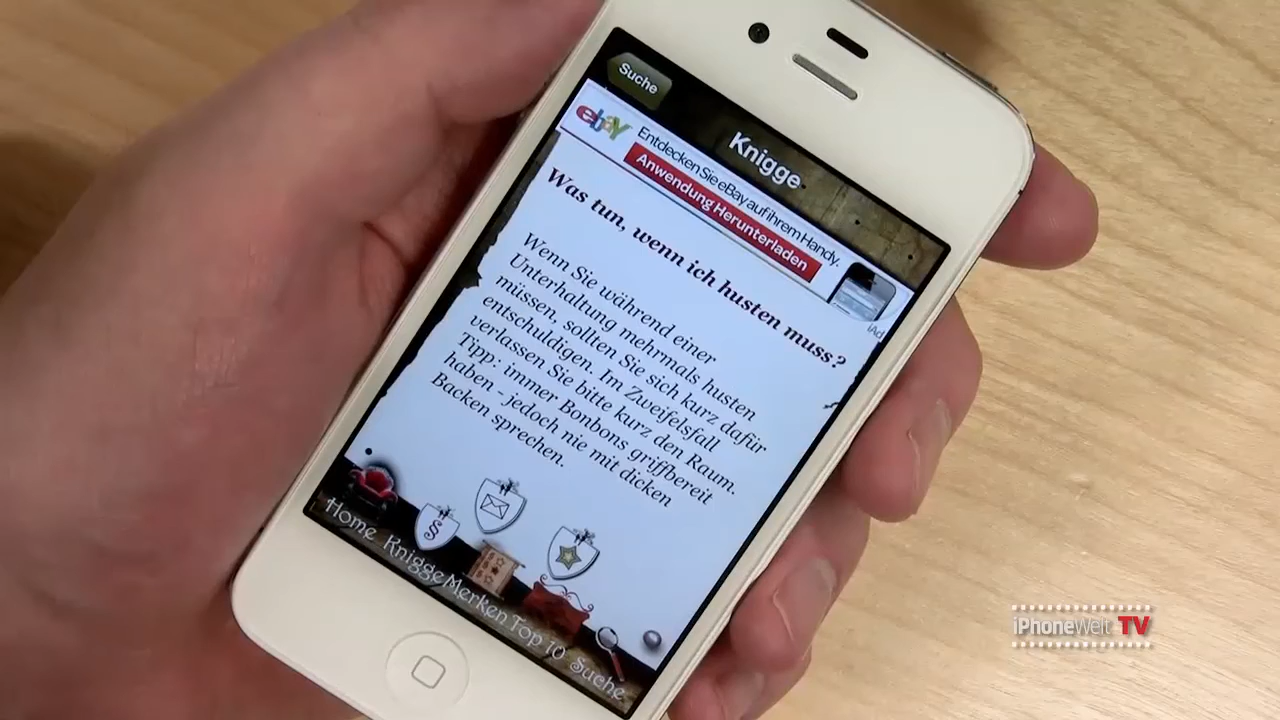 Suche
Knigge
ebay
Entdecken Sie eBay auf ihrem Handy.
Anwendung Herunterladen
iAd
Was tun, wenn ich husten muss?
Wenn Sie während einer
Unterhaltung mehrmals husten
müssen, sollten Sie sich kurz dafür
entschuldigen. Im Zweifelsfall
verlassen Sie bitte kurz den Raum.
Tipp: immer Bonbons griffbereit
haben - jedoch nie mit dicken
Backen sprechen.
§
Home Knigge Merken Top 10 Suche
iPhoneWelt TV